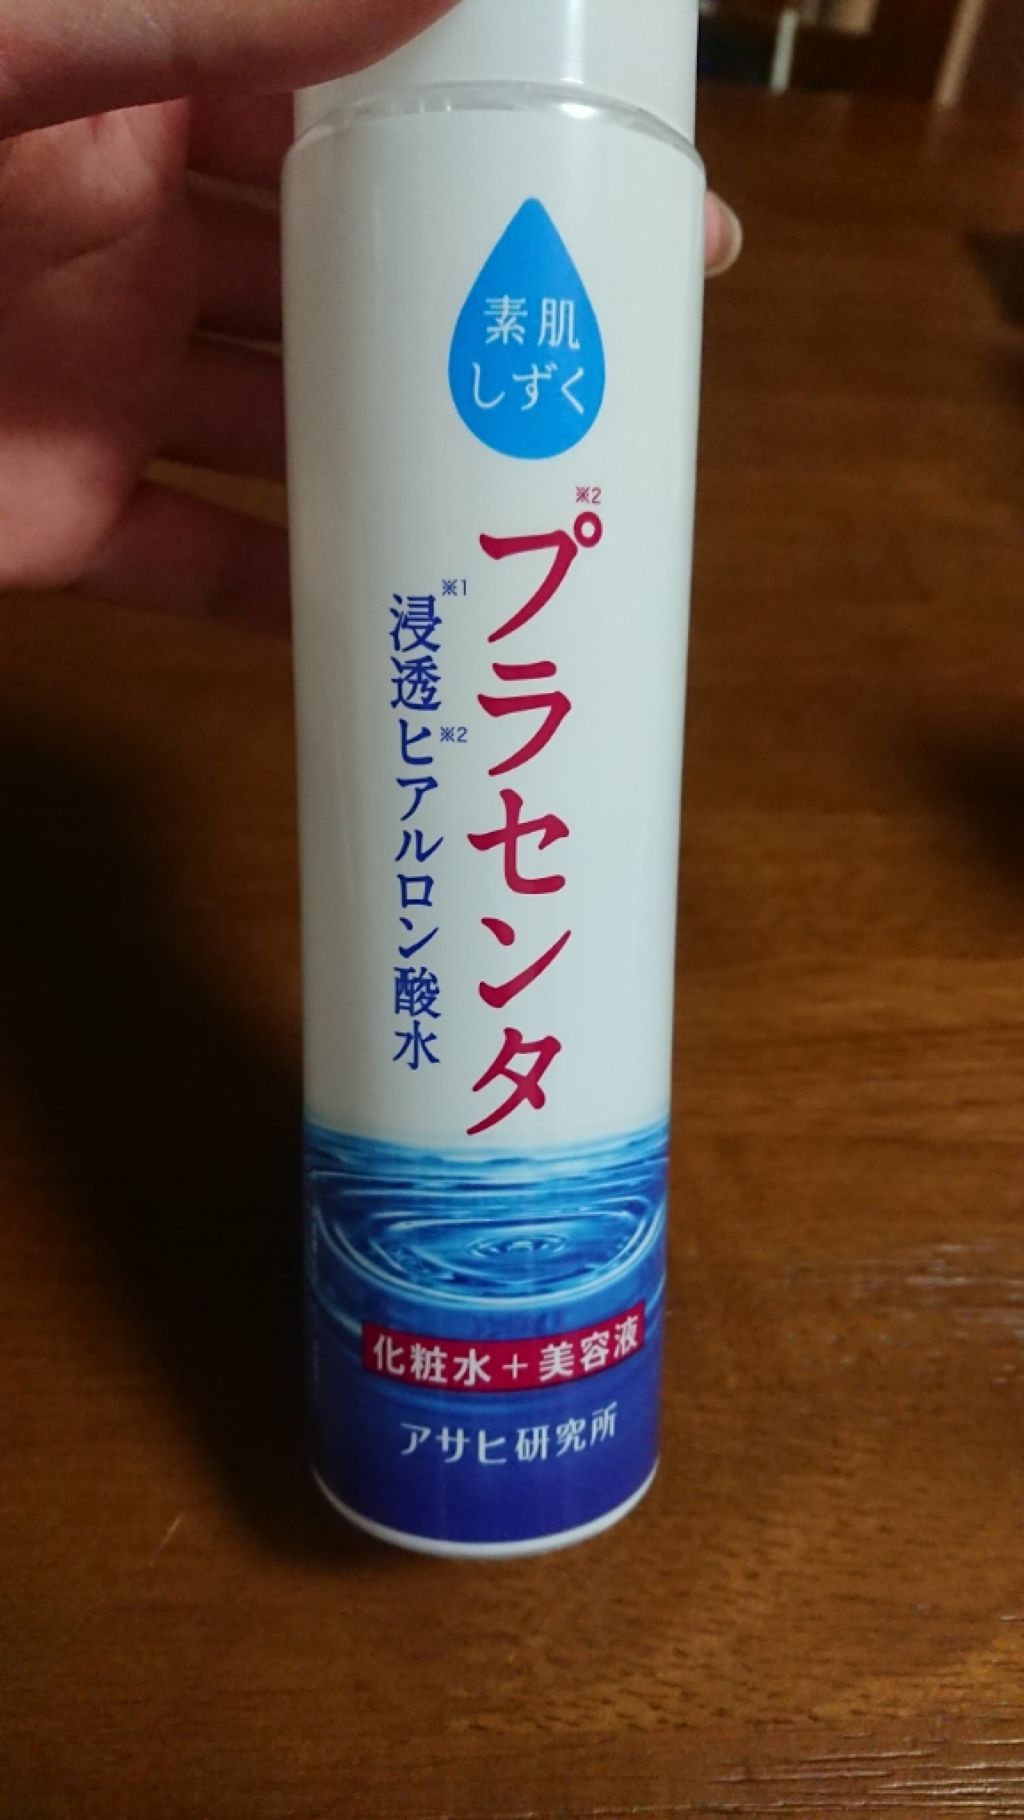 素肌
しずく
※2
プラセンタ
※1
浸透ヒアルロン酸水
※2
化粧水+美容液
アサヒ研究所